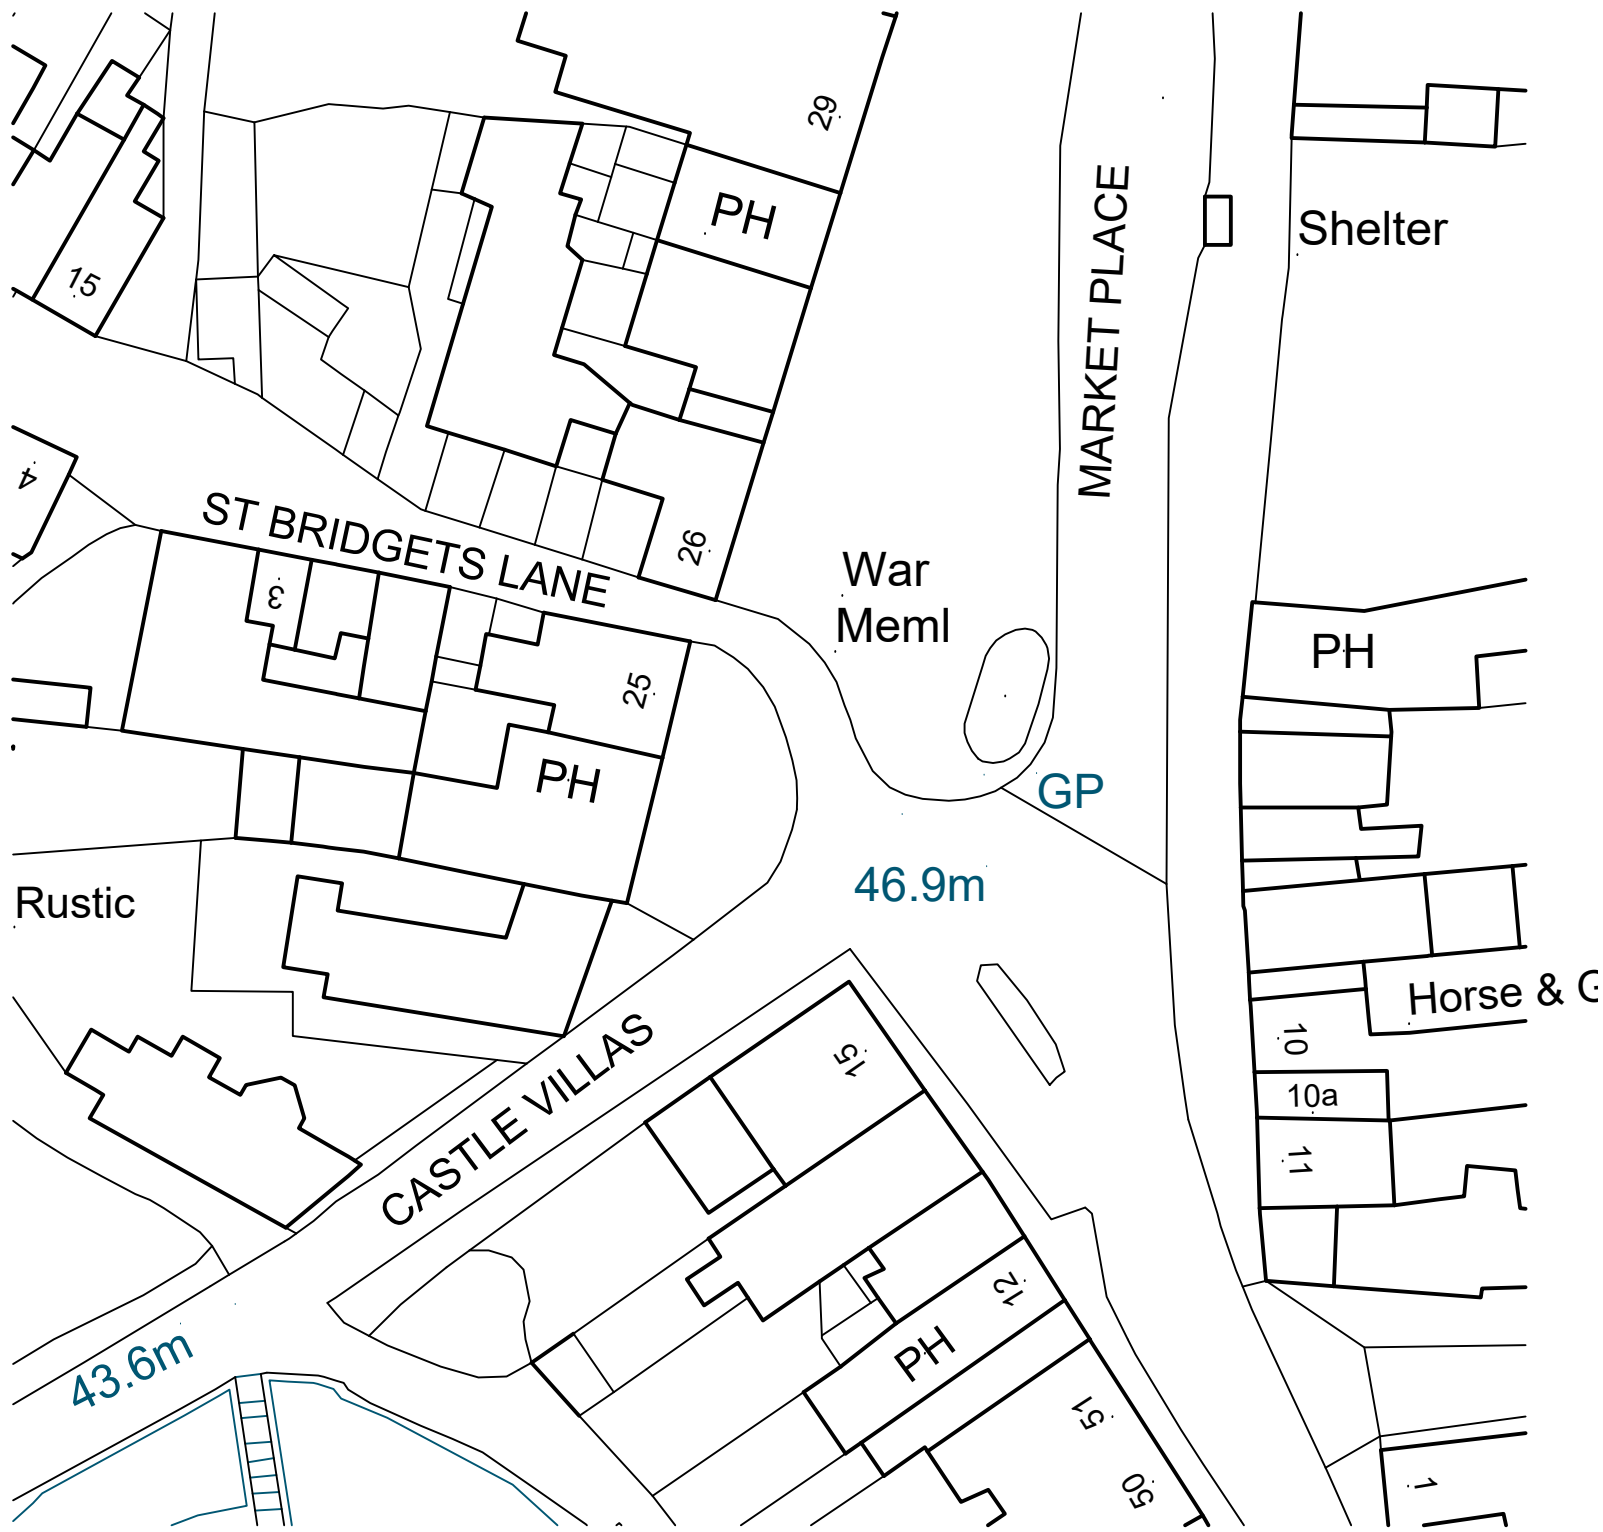 29
PH
Shelter
15
MARKET PLACE
4
ST BRIDGETS LANE
26
War
Meml
3
PH
25
PH
GP
46.9m
Rustic
Horse & G
10
15
10a
CASTLE VILLAS
11
12
PH
43.6m
51
50
1